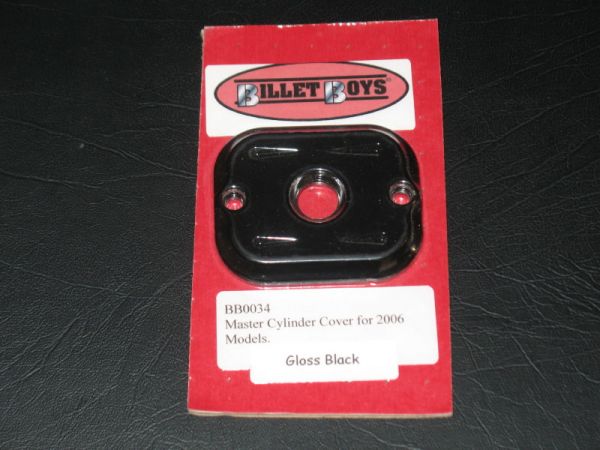 BILLET BOYS®
BB0034
Master Cylinder Cover for 2006
Models.
Gloss Black